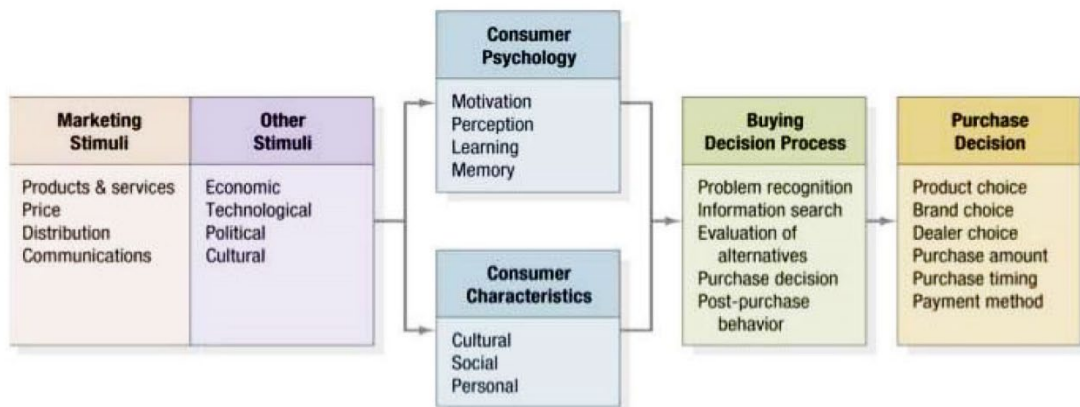 Marketing
Stimuli
Products & services
Price
Distribution
Communications
Other
Stimuli
Economic
Technological
Political
Cultural
Consumer
Psychology
Motivation
Perception
Learning
Memory
Consumer
Characteristics
Cultural
Social
Personal
Buying
Decision Process
Problem recognition
Information search
Evaluation of
alternatives
Purchase decision
Post-purchase
behavior
Purchase
Decision
Product choice
Brand choice
Dealer choice
Purchase amount
Purchase timing
Payment method